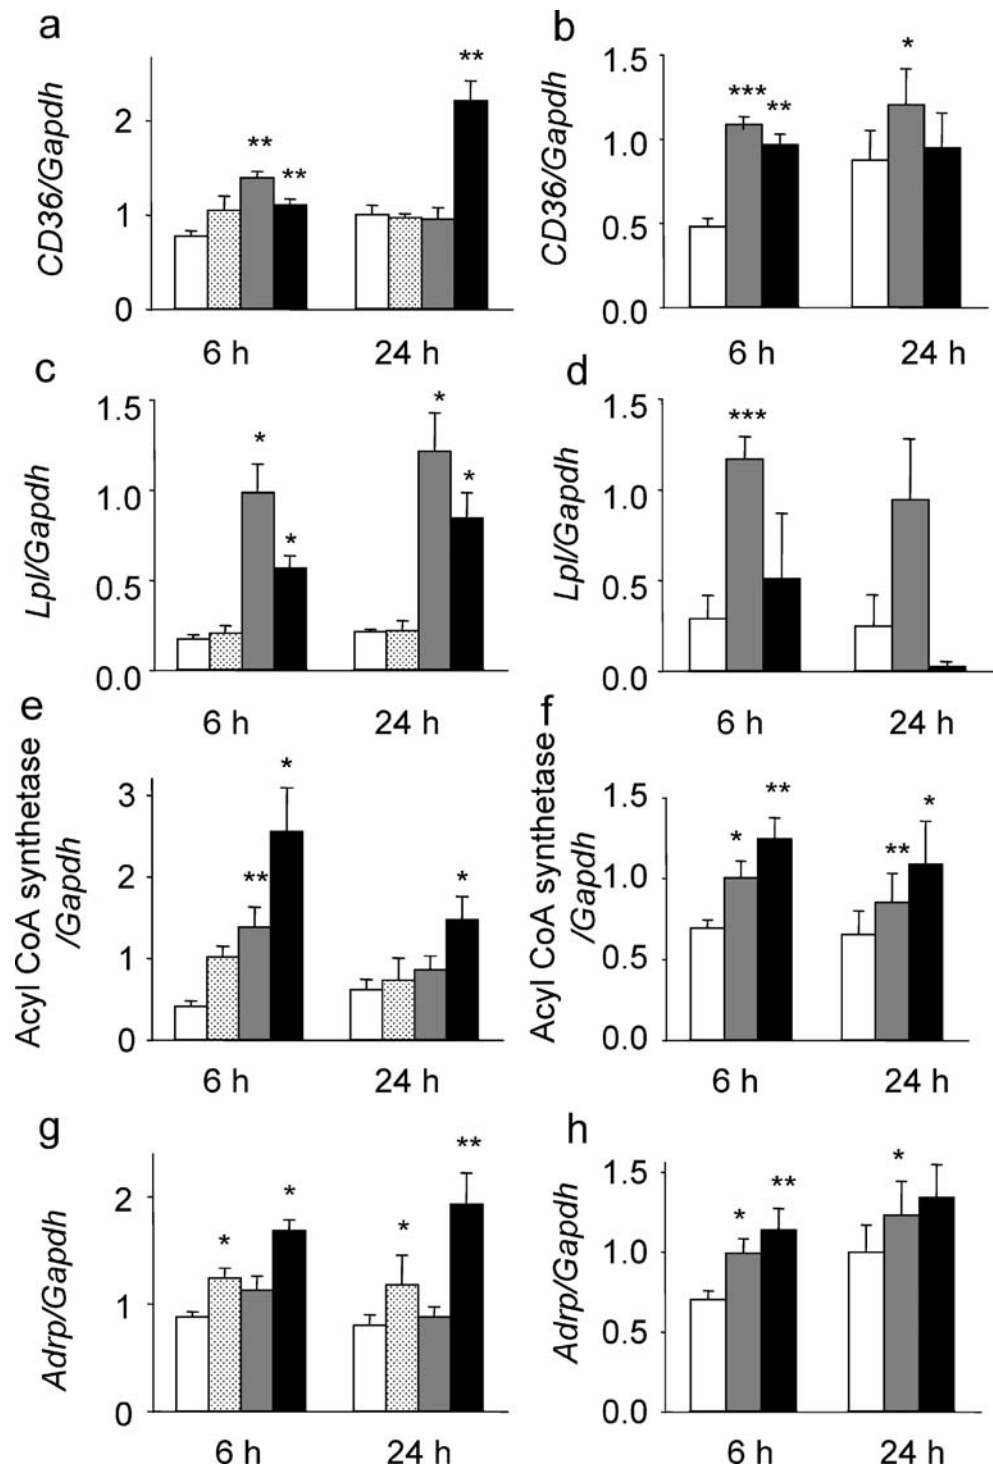 a
CD36/Gapdh
2
1
0
**
**
**
6 h
24 h
b
CD36/Gapdh
1.5
1.0
0.5
0.0
***
**
*
6 h
24 h
c
Lpl/Gapdh
1.5
1.0
0.5
0.0
*
*
*
*
6 h
24 h
d
Lpl/Gapdh
1.5
1.0
0.5
0.0
***
6 h
24 h
e
Acyl CoA synthetase
/Gapdh
3
2
1
0
**
*
*
6 h
24 h
f
Acyl CoA synthetase
/Gapdh
1.5
1.0
0.5
0.0
*
**
**
*
6 h
24 h
g
Adrp/Gapdh
2
1
0
*
*
*
**
6 h
24 h
h
Adrp/Gapdh
1.5
1.0
0.5
0.0
*
**
*
6 h
24 h